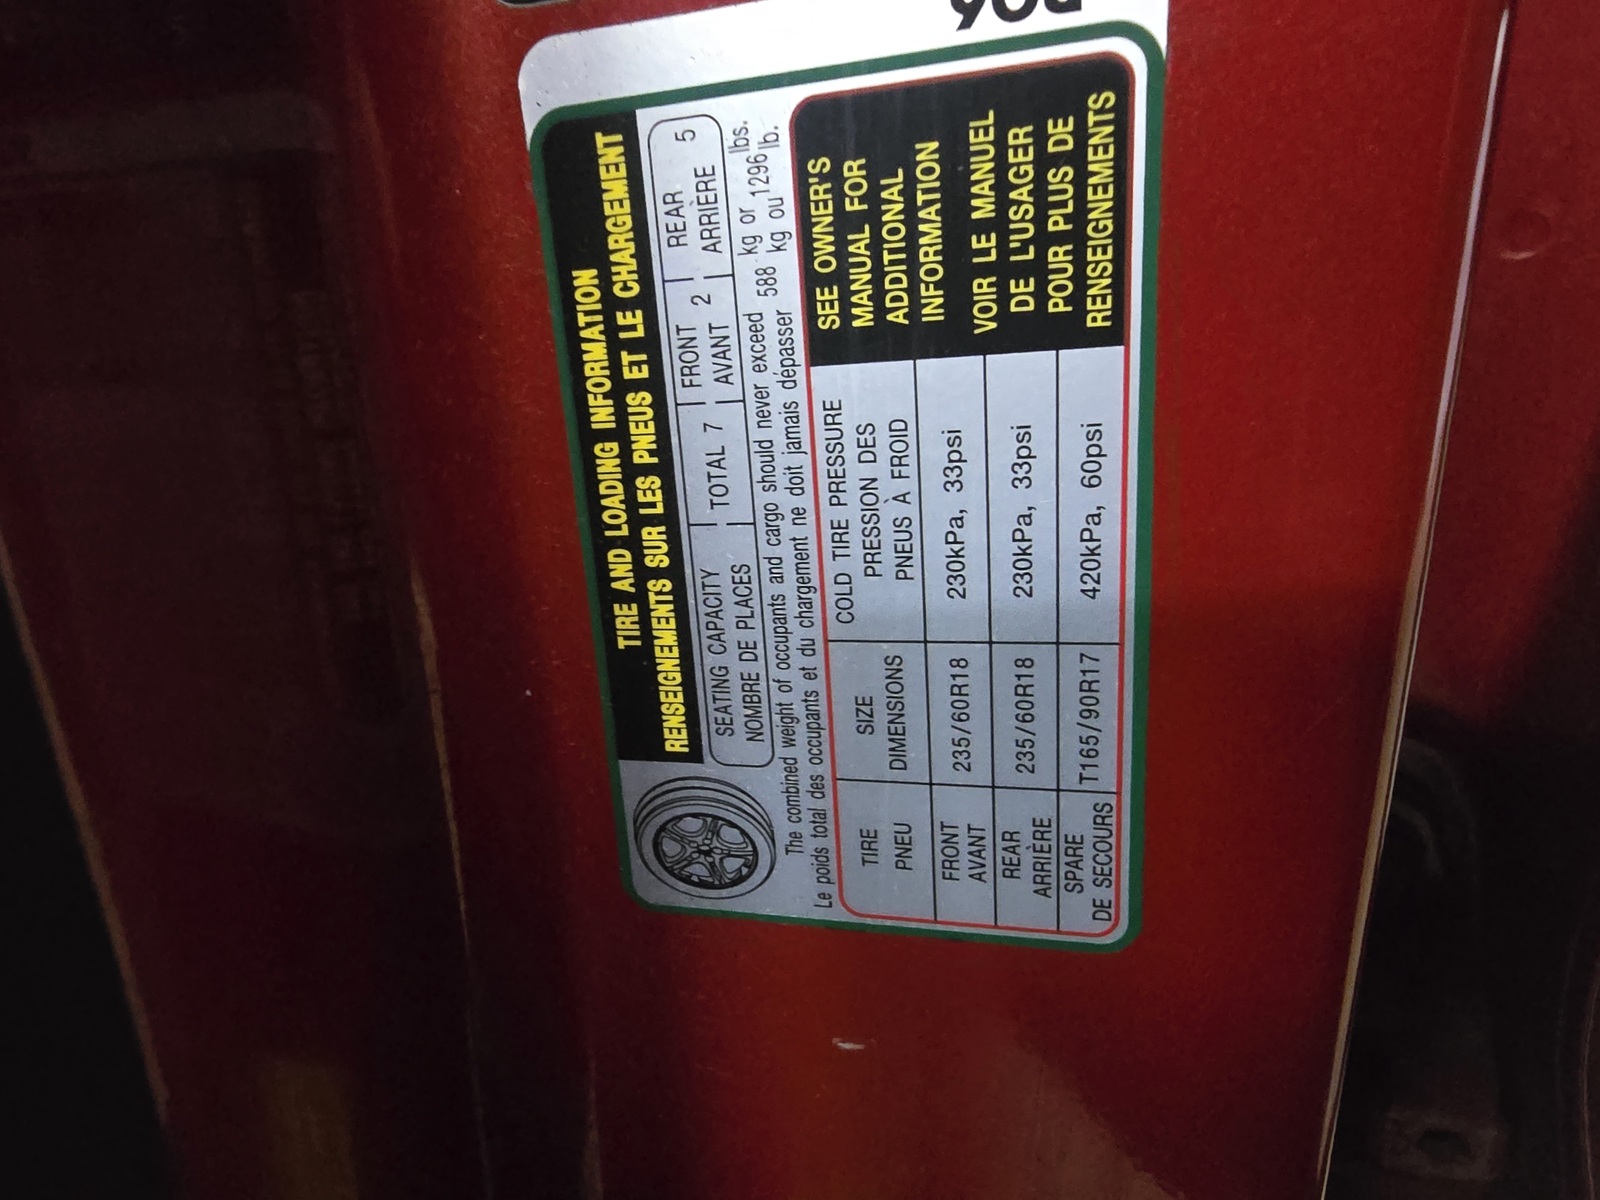 TIRE AND LOADING INFORMATION
RENSEIGNEMENTS SUR LES PNEUS ET LE CHARGEMENT
SEATING CAPACITY | TOTAL 7 | FRONT 2 | REAR 5
NOMBRE DE PLACES | AVANT | ARRIÈRE
The combined weight of occupants and cargo should never exceed 588 kg or 1296 lbs.
Le poids total des occupants et du chargement ne doit jamais dépasser kg ou lb.
TIRE SIZE COLD TIRE PRESSURE
PNEU DIMENSIONS PRESSION DES
PNEUS À FROID
FRONT 235/60R18 230kPa, 33psi
AVANT
REAR 235/60R18 230kPa, 33psi
ARRIÈRE
SPARE T165/90R17 420kPa, 60psi
DE SECOURS
SEE OWNER'S
MANUAL FOR
ADDITIONAL
INFORMATION
VOIR LE MANUEL
DE L'USAGER
POUR PLUS DE
RENSEIGNEMENTS